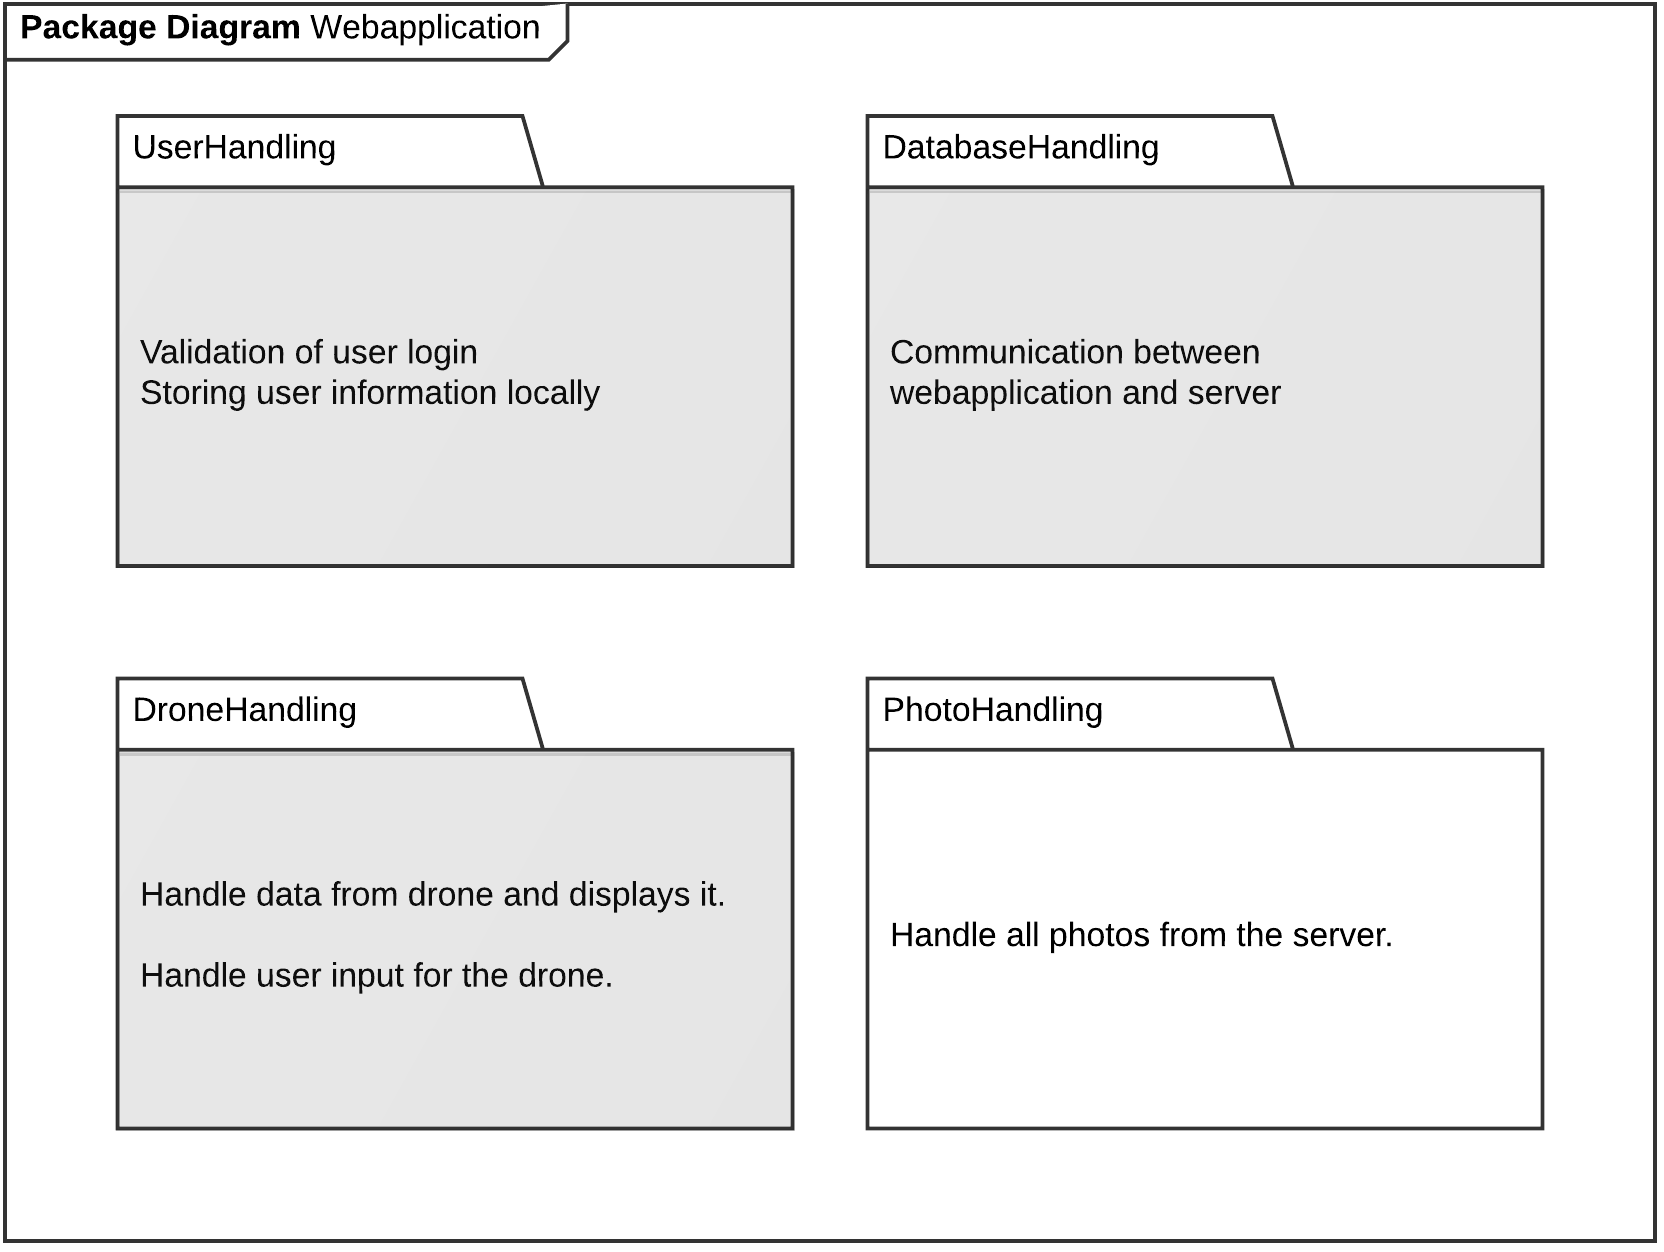 Package Diagram Webapplication
UserHandling
Validation of user login
Storing user information locally
DatabaseHandling
Communication between
webapplication and server
DroneHandling
Handle data from drone and displays it.
Handle user input for the drone.
PhotoHandling
Handle all photos from the server.